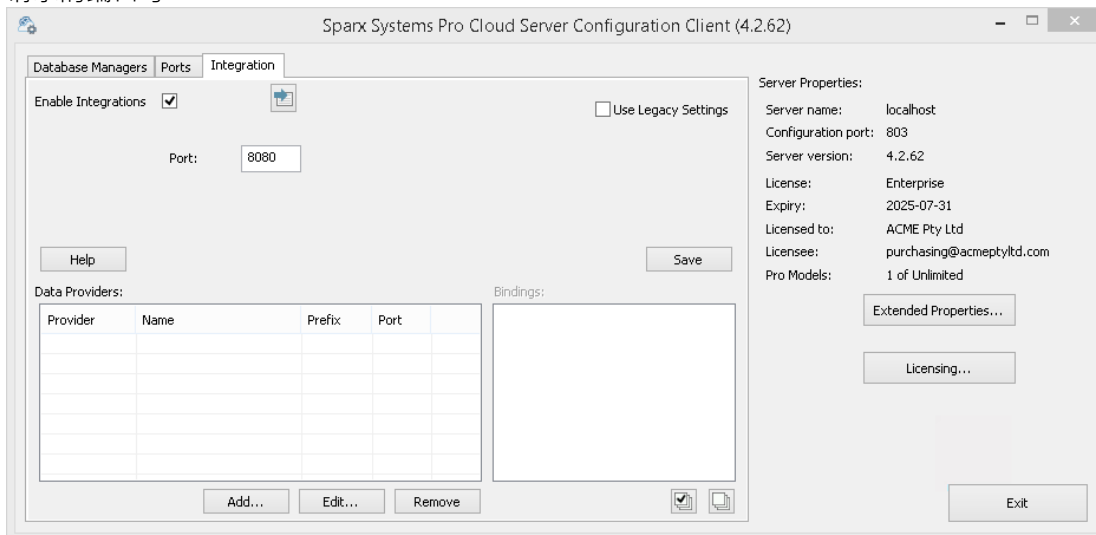 Sparx Systems Pro Cloud Server Configuration Client (4.2.62)
Database Managers Ports Integration
Enable Integrations
Use Legacy Settings
Port: 8080
Help
Save
Data Providers:
Bindings:
Provider Name Prefix Port
Add... Edit... Remove
Server Properties:
Server name: localhost
Configuration port: 803
Server version: 4.2.62
License: Enterprise
Expiry: 2025-07-31
Licensed to: ACME Pty Ltd
Licensee: purchasing@acmeptyltd.com
Pro Models: 1 of Unlimited
Extended Properties...
Licensing...
Exit